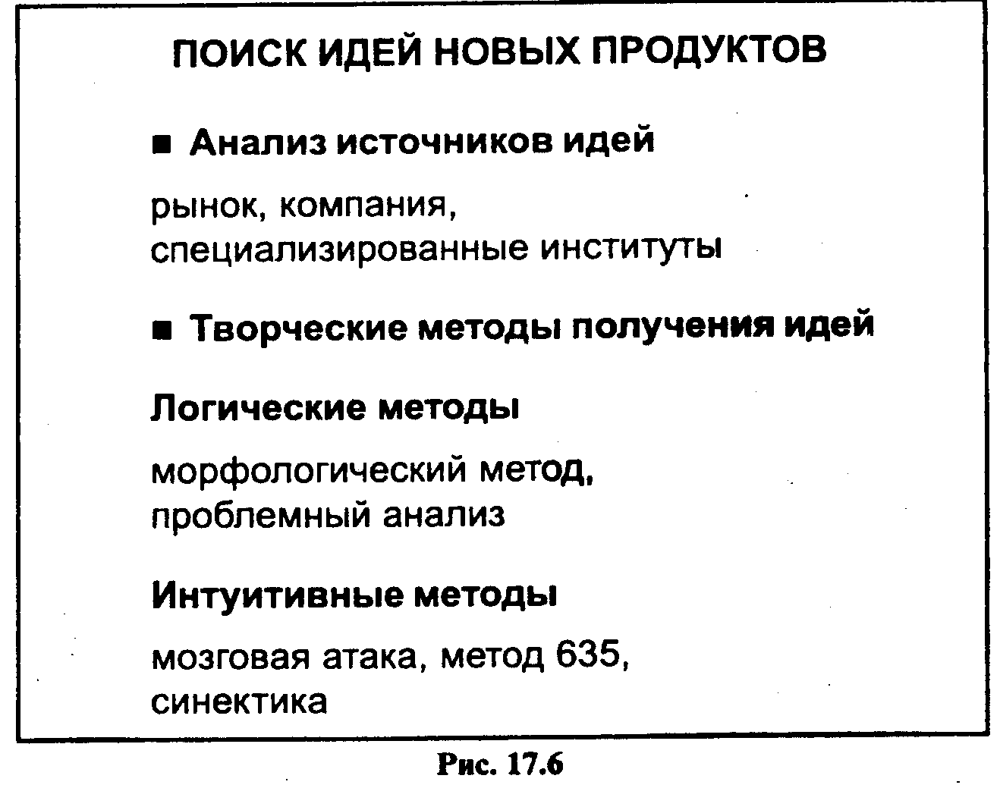 ПОИСК ИДЕЙ НОВЫХ ПРОДУКТОВ
■ Анализ источников идей
рынок, компания,
специализированные институты
■ Творческие методы получения идей
Логические методы
морфологический метод,
проблемный анализ
Интуитивные методы
мозговая атака, метод 635,
синектика
Рис. 17.6